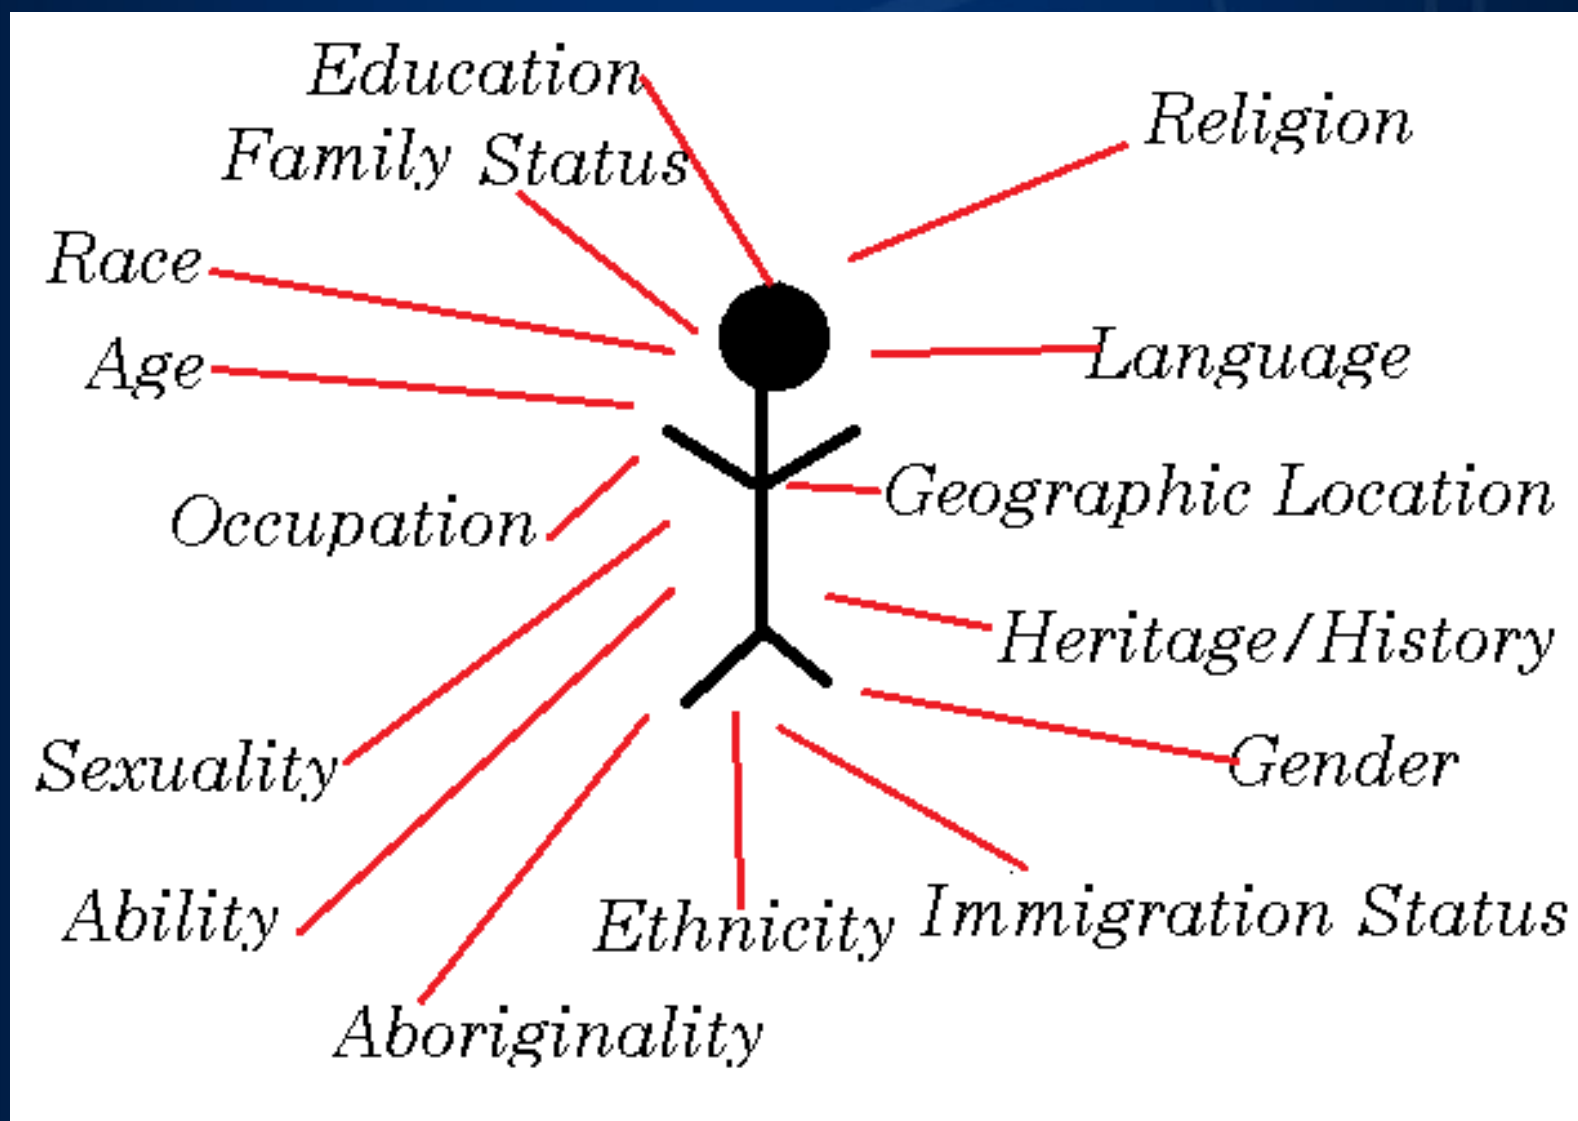 Education
Religion
Family Status
Race
Language
Age
Geographic Location
Occupation
Heritage/History
Sexuality
Gender
Ability
Ethnicity
Immigration Status
Aboriginality